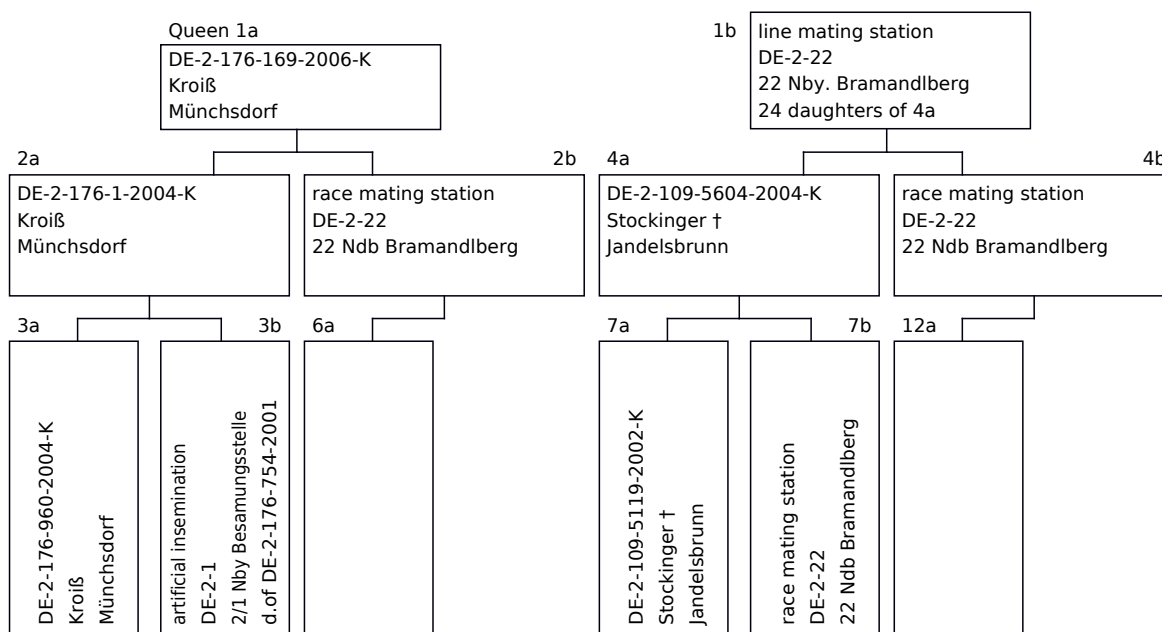 Queen 1a
DE-2-176-169-2006-K
Kroiß
Münchsdorf
1b
line mating station
DE-2-22
22 Nby. Bramandlberg
24 daughters of 4a
2a
DE-2-176-1-2004-K
Kroiß
Münchsdorf
2b
race mating station
DE-2-22
22 Ndb Bramandlberg
4a
DE-2-109-5604-2004-K
Stockinger †
Jandelsbrunn
4b
race mating station
DE-2-22
22 Ndb Bramandlberg
3a
DE-2-176-960-2004-K
Kroiß
Münchsdorf
3b
artificial insemination
DE-2-1
2/1 Nby Besamungsstelle
d.of DE-2-176-754-2001
6a
7a
DE-2-109-5119-2002-K
Stockinger †
Jandelsbrunn
7b
race mating station
DE-2-22
22 Ndb Bramandlberg
12a